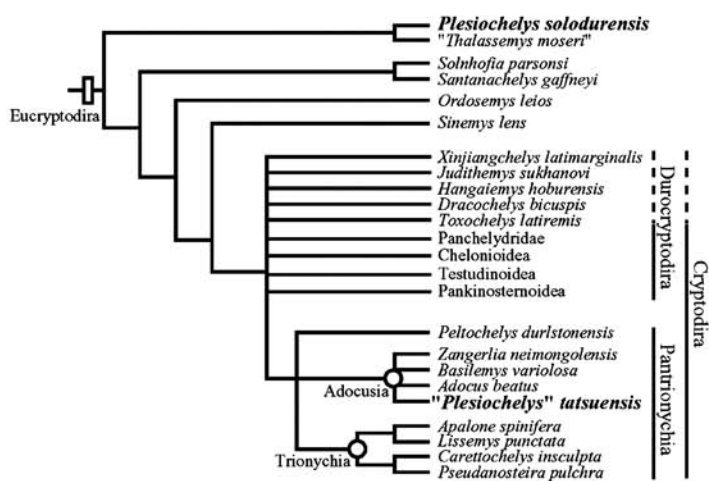 Plesiochelys solodurensis
"Thalassemys moseri"
Solnhofia parsonsi
Santanachelys gaffneyi
Ordosemys leios
Eucryptodira
Sinemys lens
Xinjiangchelys latimarginalis
Judithemys sukhanovi
Hangaiemys hoburensis
Dracochelys bicuspis
Toxochelys latiremis
Panchelydridae
Chelonioidea
Testudinoidea
Pankinosternoidea
Durocryptodira
Cryptodira
Peltochelys durlstonensis
Zangerlia neimongolensis
Basilemys variolosa
Adocus beatus
Adocusia
"Plesiochelys" tatsuensis
Pantrionychia
Apalone spinifera
Lissemys punctata
Trionychia
Carettochelys insculpta
Pseudanosteira pulchra